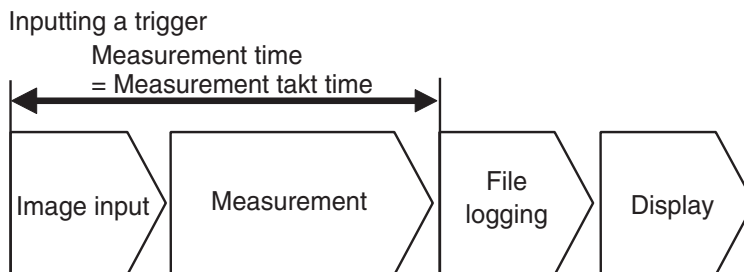 Inputting a trigger
Measurement time
= Measurement takt time
Image input
Measurement
File
logging
Display